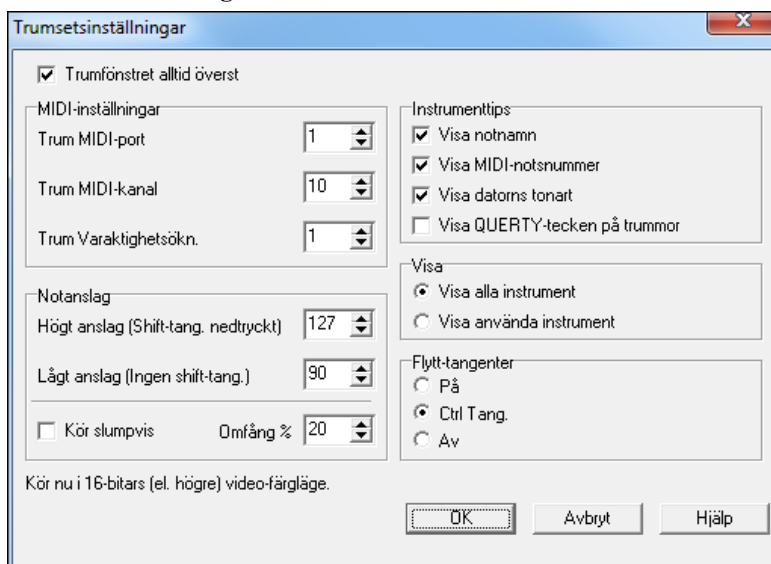 Trumsetsinställningar
Trumfönstret alltid överst
MIDI-inställningar
Trum MIDI-port 1
Trum MIDI-kanal 10
Trum Varaktighetsökn. 1
Notanslag
Högt anslag (Shift-tang. nedtryckt) 127
Lågt anslag (Ingen shift-tang.) 90
Kör slumpvis Omfång % 20
Instrumenttips
Visa notnamn
Visa MIDI-notsnummer
Visa datorns tonart
Visa QUERTY-tecken på trummor
Visa
Visa alla instrument
Visa använda instrument
Flytt-tangenter
På
Ctrl Tang.
Av
Kör nu i 16-bitars (el. högre) video-färgläge.
OK Avbryt Hjälp